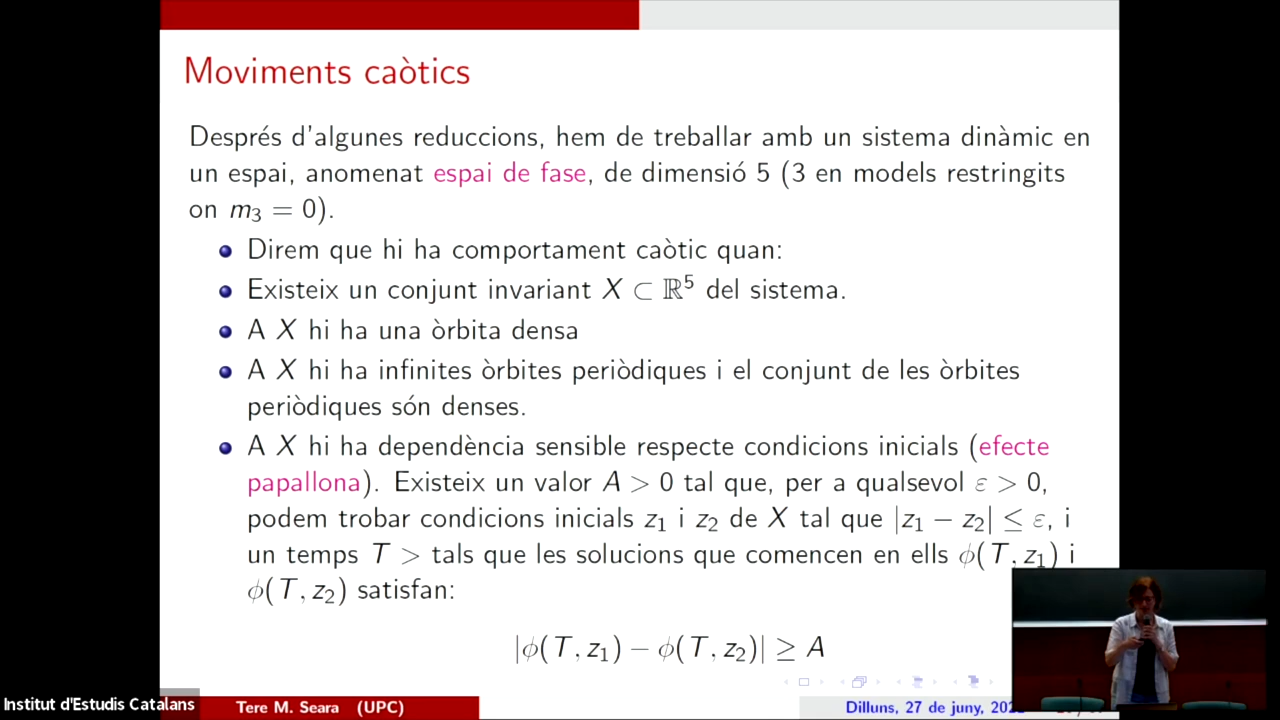 Moviments caòtics
Després d'algunes reduccions, hem de treballar amb un sistema dinàmic en
un espai, anomenat espai de fase, de dimensió 5 (3 en models restringits
on m₃ = 0).
Direm que hi ha comportament caòtic quan:
Existeix un conjunt invariant X ⊂ ℝ⁵ del sistema.
A X hi ha una òrbita densa
A X hi ha infinites òrbites periòdiques i el conjunt de les òrbites
periòdiques són denses.
A X hi ha dependència sensible respecte condicions inicials (efecte
papallona). Existeix un valor A > 0 tal que, per a qualsevol ε > 0,
podem trobar condicions inicials z₁ i z₂ de X tal que |z₁ − z₂| ≤ ε, i
un temps T > tals que les solucions que comencen en ells ϕ(T, z₁) i
ϕ(T, z₂) satisfan:
|ϕ(T, z₁) − ϕ(T, z₂)| ≥ A
Institut d'Estudis Catalans
Tere M. Seara (UPC)
Dilluns, 27 de juny,